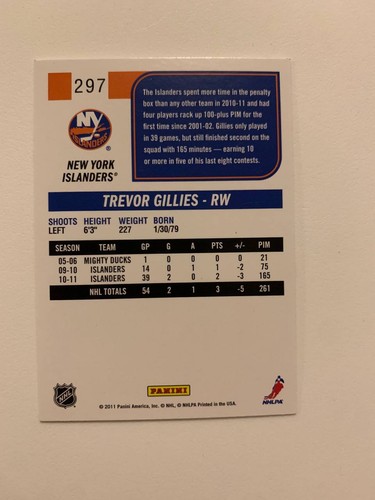 297
The Islanders spent more time in the penalty
box than any other team in 2010-11 and had
four players rack up 100-plus PIM for
the first time since 2001-02. Gillies only played
in 39 games, but still finished second on the
squad with 165 minutes — earning 10
or more in five of his last eight contests.
NY
ISLANDERS
®
NEW YORK
ISLANDERS®
TREVOR GILLIES - RW
SHOOTS HEIGHT WEIGHT BORN
LEFT 6'3" 227 1/30/79
SEASON TEAM GP G A PTS +/- PIM
05-06 MIGHTY DUCKS 1 0 0 0 0 21
09-10 ISLANDERS 14 0 1 1 -2 75
10-11 ISLANDERS 39 2 0 2 -3 165
NHL TOTALS 54 2 1 3 -5 261
NHL
PANINI
NHLPA
© 2011 Panini America, Inc. © NHL, © NHLPA Printed in the USA.